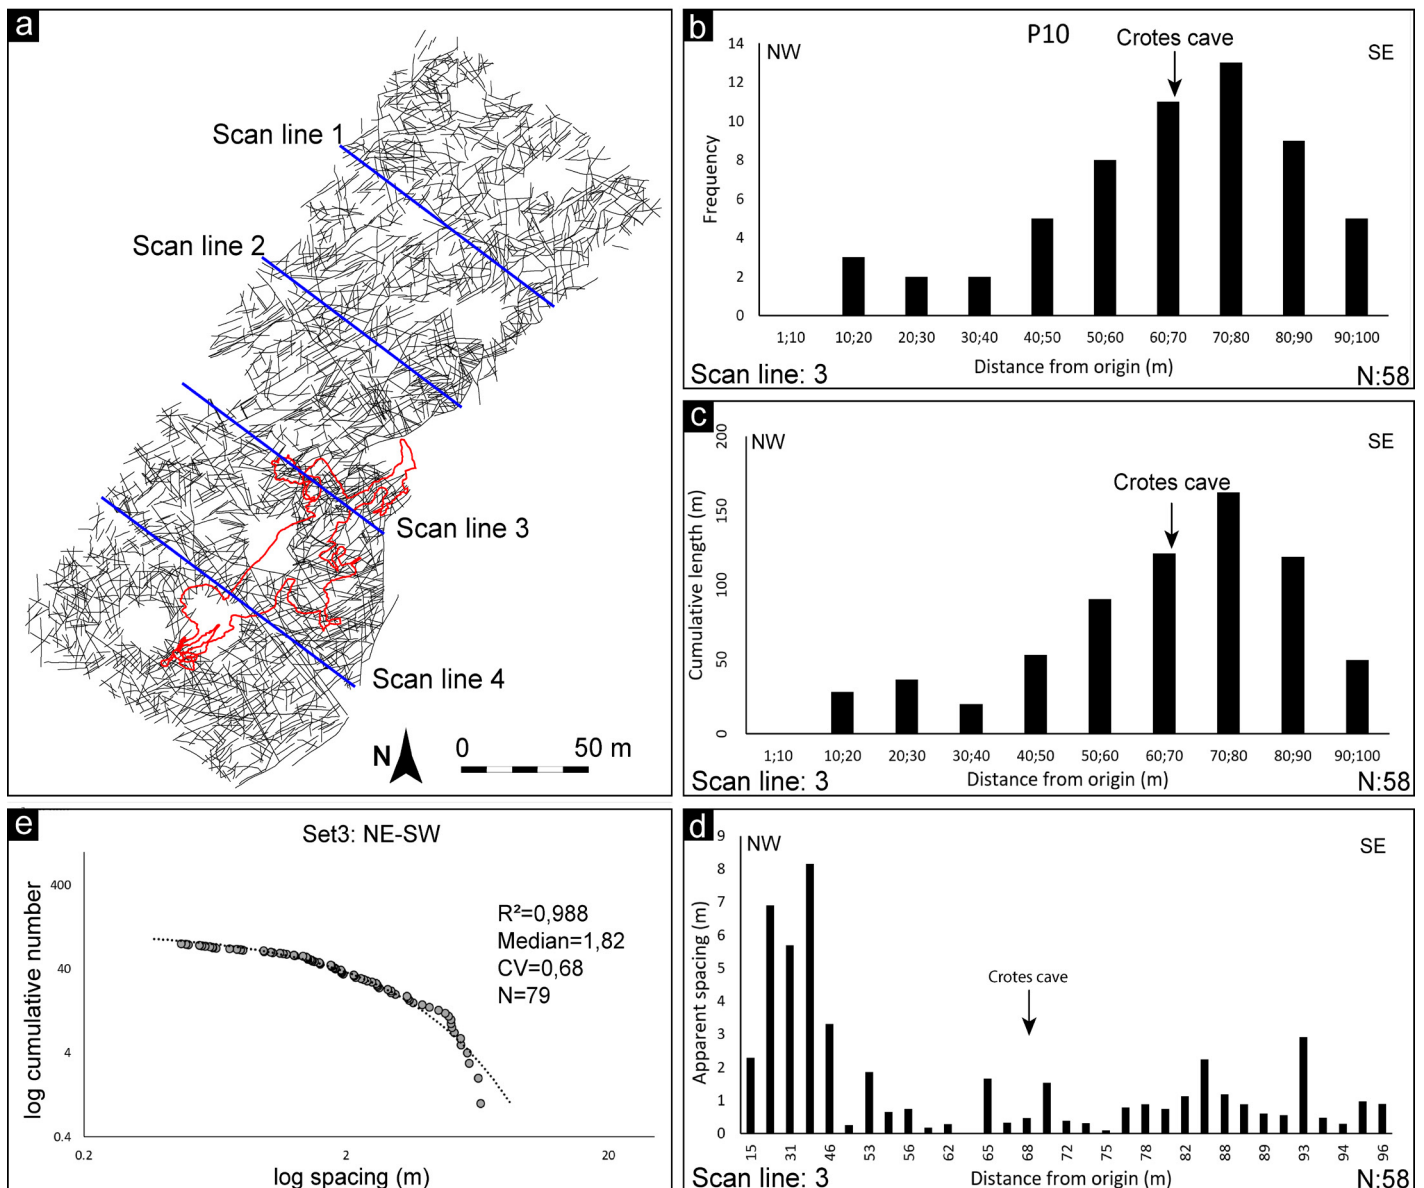 a
Scan line 1
Scan line 2
Scan line 3
Scan line 4
N
0 50 m
b
P10
Crotes cave
NW
SE
Frequency
14
12
10
8
6
4
2
0
1;10 10;20 20;30 30;40 40;50 50;60 60;70 70;80 80;90 90;100
Distance from origin (m)
Scan line: 3
N:58
c
NW
SE
Crotes cave
Cumulative length (m)
200
150
100
50
0
1;10 10;20 20;30 30;40 40;50 50;60 60;70 70;80 80;90 90;100
Distance from origin (m)
Scan line: 3
N:58
e
Set3: NE-SW
log cumulative number
400
40
4
0.4
R²=0,988
Median=1,82
CV=0,68
N=79
0.2 2 20
log spacing (m)
d
NW
SE
Crotes cave
Apparent spacing (m)
9
8
7
6
5
4
3
2
1
0
15 31 46 53 56 62 65 68 72 75 78 82 88 89 93 94 96
Distance from origin (m)
Scan line: 3
N:58